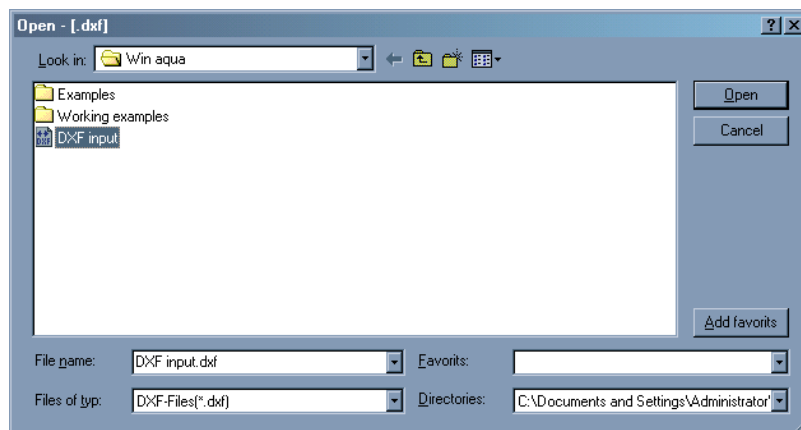 Open - [.dxf]
Look in: Win aqua
Examples
Working examples
DXF DXF input
Open
Cancel
Add favorits
File name: DXF input.dxf Favorits:
Files of typ: DXF-Files(*.dxf) Directories: C:\Documents and Settings\Administrator'